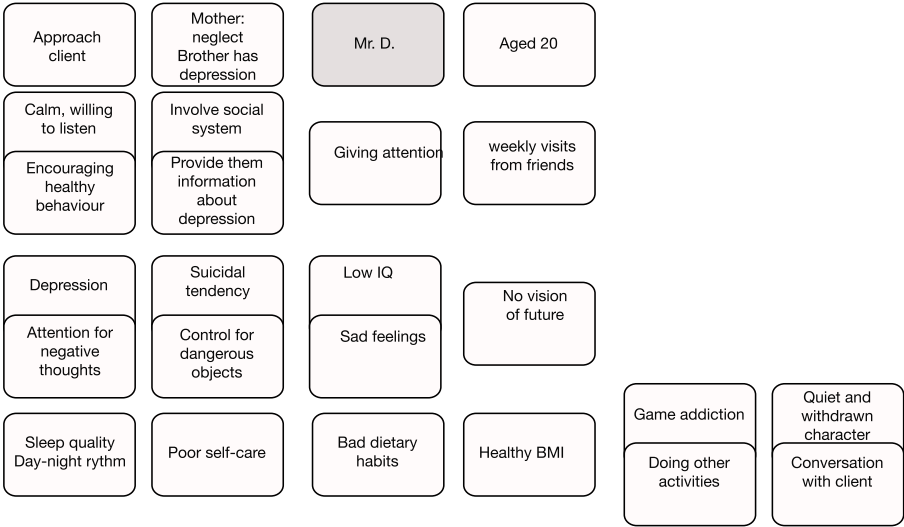 Approach
client
Mother:
neglect
Brother has
depression
Mr. D.
Aged 20
Calm, willing
to listen
Involve social
system
Giving attention
weekly visits
from friends
Encouraging
healthy
behaviour
Provide them
information
about
depression
Depression
Suicidal
tendency
Low IQ
No vision
of future
Attention for
negative
thoughts
Control for
dangerous
objects
Sad feelings
Game addiction
Quiet and
withdrawn
character
Sleep quality
Day-night rythm
Poor self-care
Bad dietary
habits
Healthy BMI
Doing other
activities
Conversation
with client